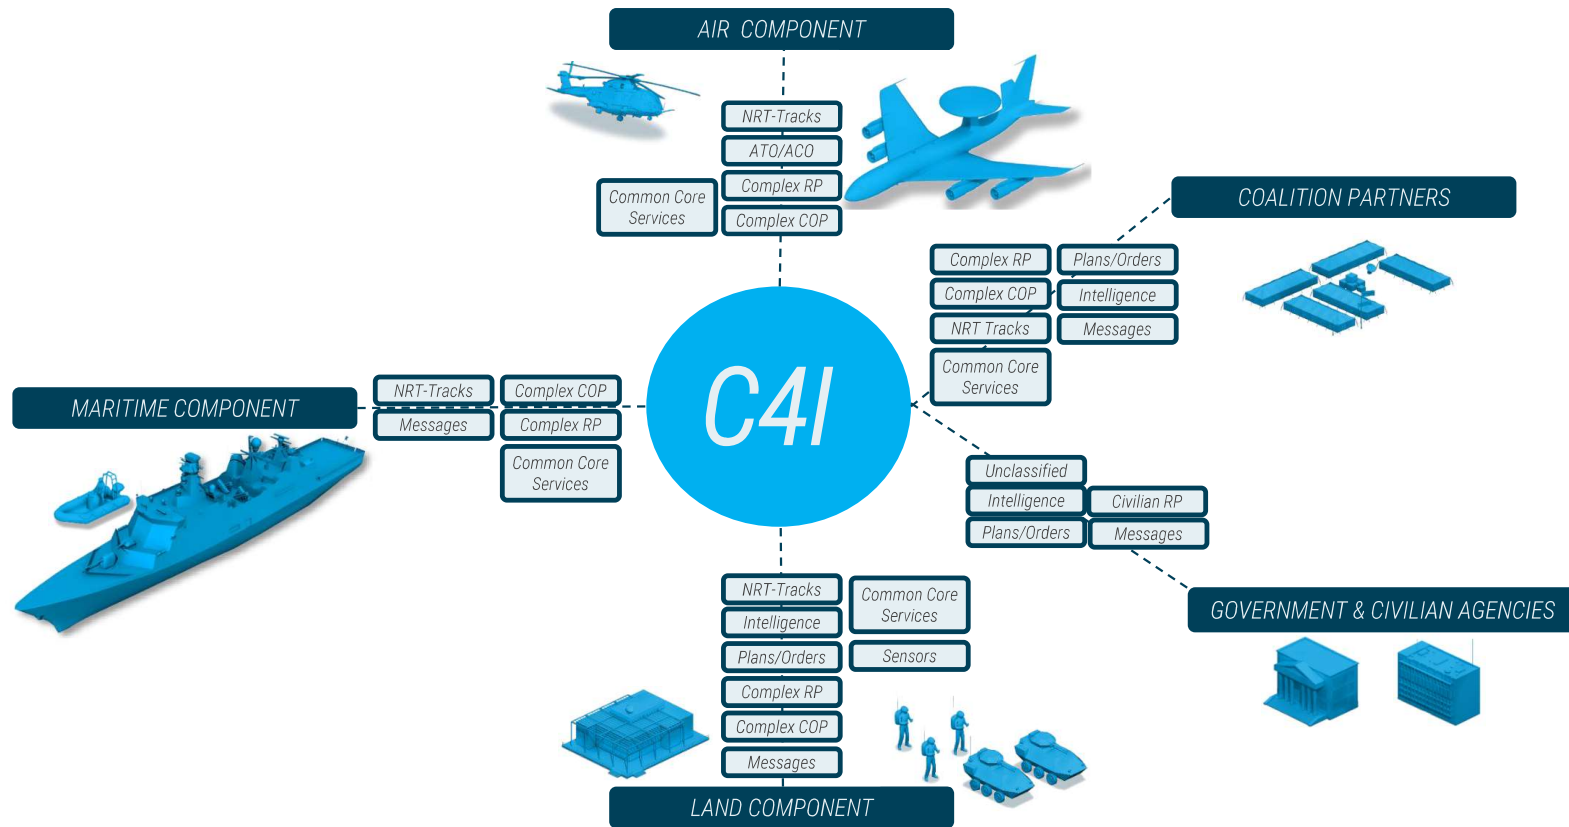 AIR COMPONENT
NRT-Tracks
ATO/ACO
Complex RP
Complex COP
Common Core
Services
COALITION PARTNERS
Complex RP
Plans/Orders
Complex COP
Intelligence
NRT Tracks
Messages
Common Core
Services
C4I
MARITIME COMPONENT
NRT-Tracks
Complex COP
Messages
Complex RP
Common Core
Services
Unclassified
Intelligence
Civilian RP
Plans/Orders
Messages
GOVERNMENT & CIVILIAN AGENCIES
NRT-Tracks
Common Core
Services
Intelligence
Plans/Orders
Sensors
Complex RP
Complex COP
Messages
LAND COMPONENT